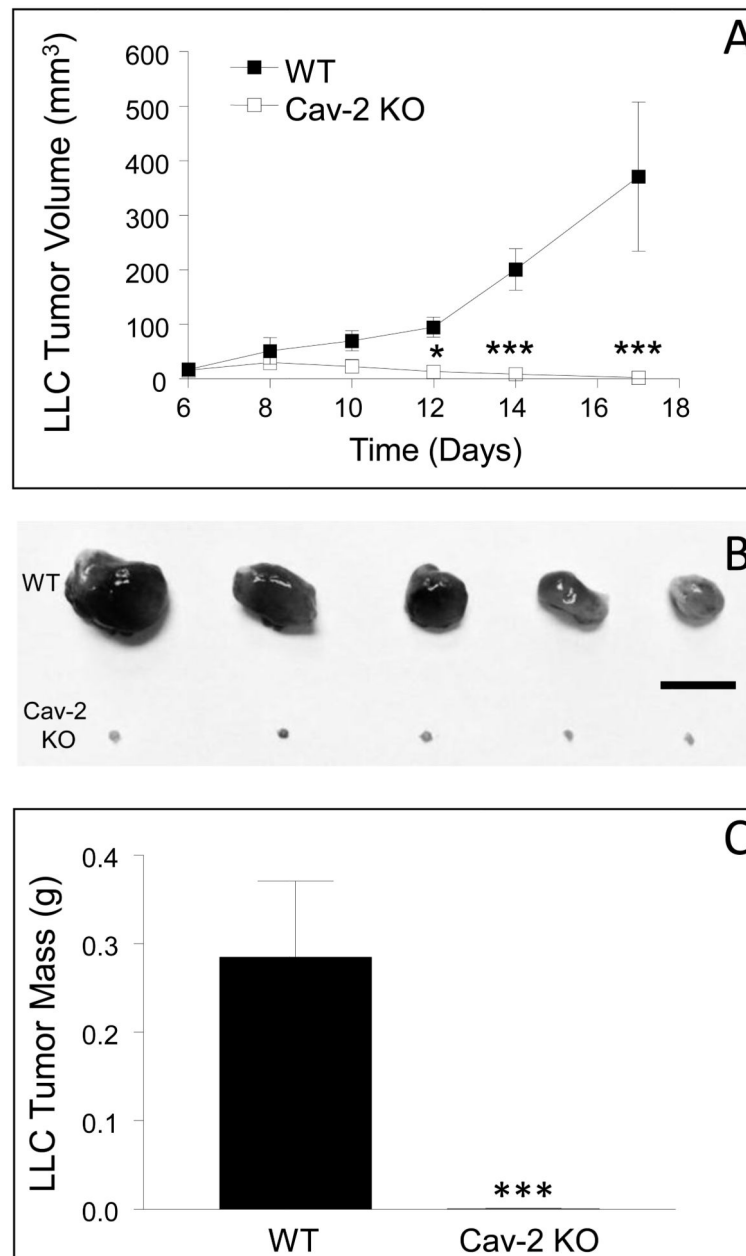 A
LLC Tumor Volume (mm³)
600
500
400
300
200
100
0
WT
Cav-2 KO
* *** ***
6 8 10 12 14 16 18
Time (Days)
B
WT
Cav-2
KO
C
LLC Tumor Mass (g)
0.4
0.3
0.2
0.1
0.0
***
WT Cav-2 KO